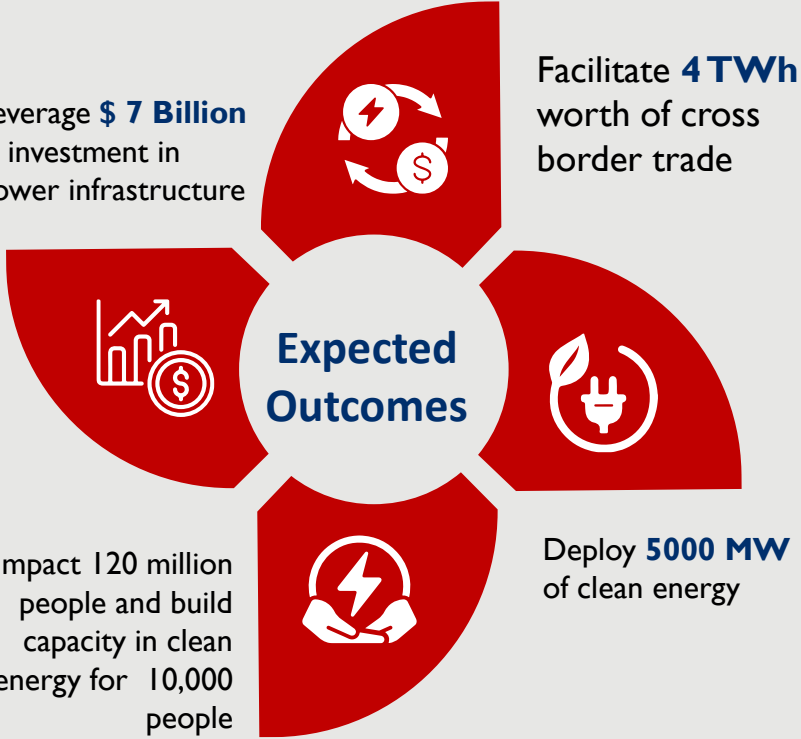 everage $ 7 Billion
investment in
ower infrastructure
Facilitate 4 TWh
worth of cross
border trade
Expected
Outcomes
mpact 120 million
people and build
capacity in clean
energy for 10,000
people
Deploy 5000 MW
of clean energy